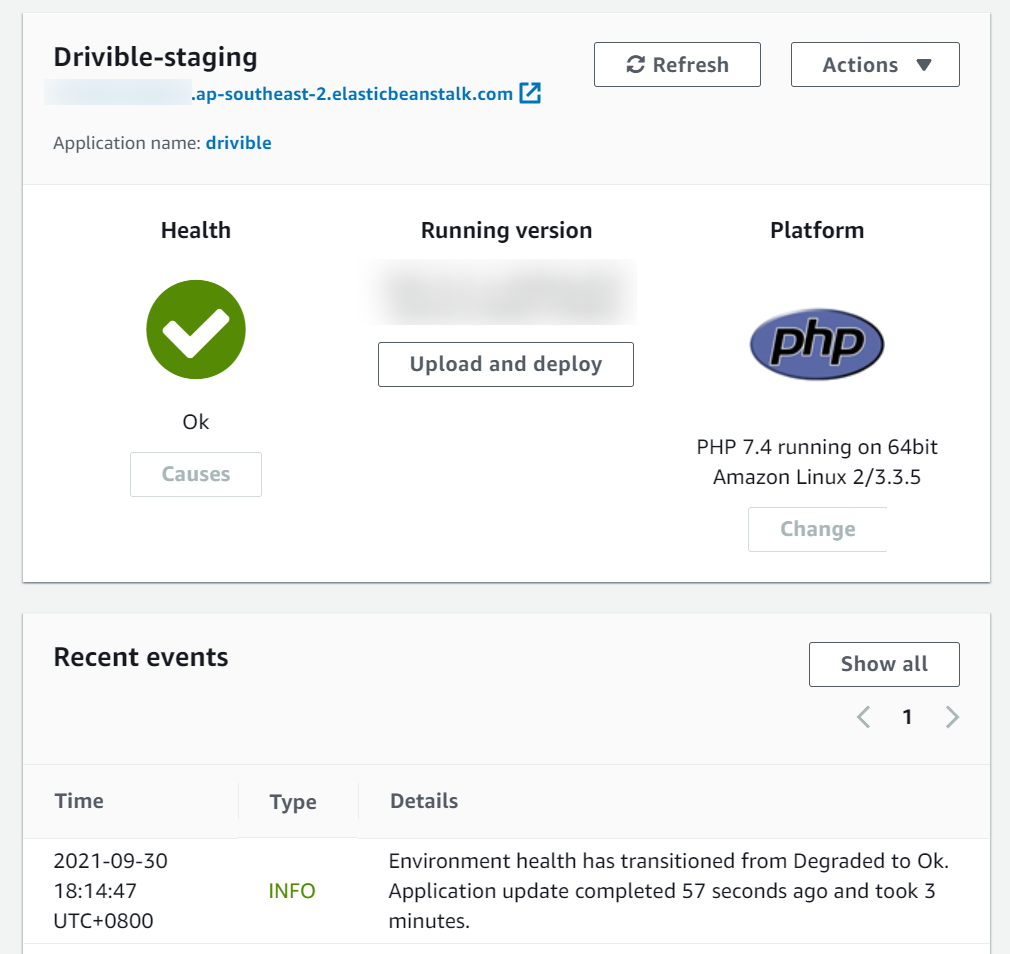 Drivible-staging
Refresh
Actions
.ap-southeast-2.elasticbeanstalk.com
Application name: drivible
Health
Running version
Platform
php
Upload and deploy
Ok
PHP 7.4 running on 64bit
Amazon Linux 2/3.3.5
Causes
Change
Recent events
Show all
1
Time
Type
Details
2021-09-30
18:14:47
UTC+0800
INFO
Environment health has transitioned from Degraded to Ok.
Application update completed 57 seconds ago and took 3
minutes.